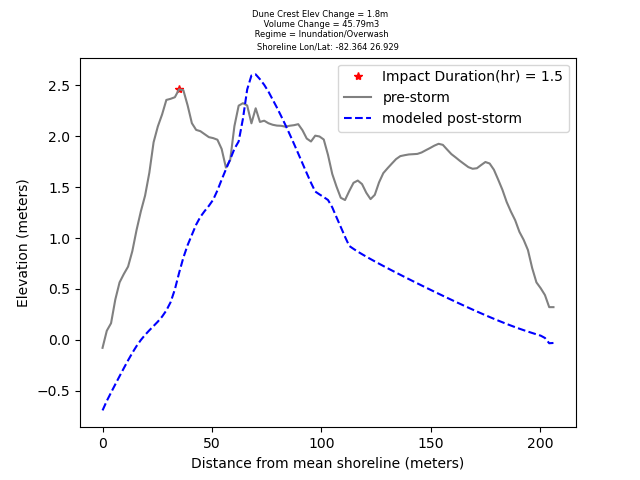 Dune Crest Elev Change = 1.8m
Volume Change = 45.79m3
Regime = Inundation/Overwash
Shoreline Lon/Lat: -82.364 26.929
Impact Duration(hr) = 1.5
pre-storm
modeled post-storm
Elevation (meters)
2.5
2.0
1.5
1.0
0.5
0.0
−0.5
0 50 100 150 200
Distance from mean shoreline (meters)